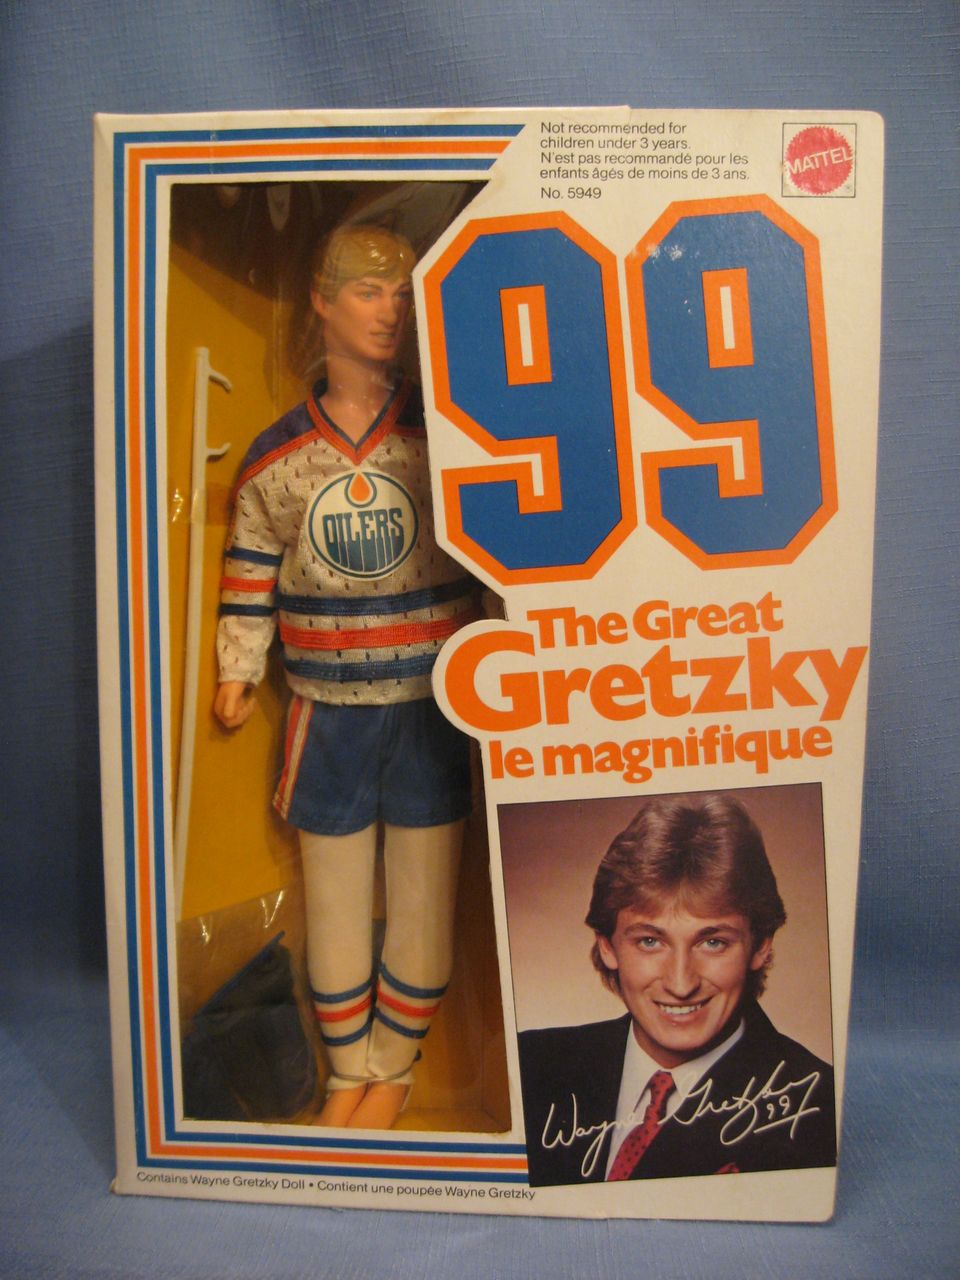 Not recommended for
children under 3 years.
N'est pas recommandé pour les
enfants âgés de moins de 3 ans.
No. 5949
MATTEL
99
The Great
Gretzky
le magnifique
OILERS
Wayne Gretzky
99
Contains Wayne Gretzky Doll • Contient une poupée Wayne Gretzky